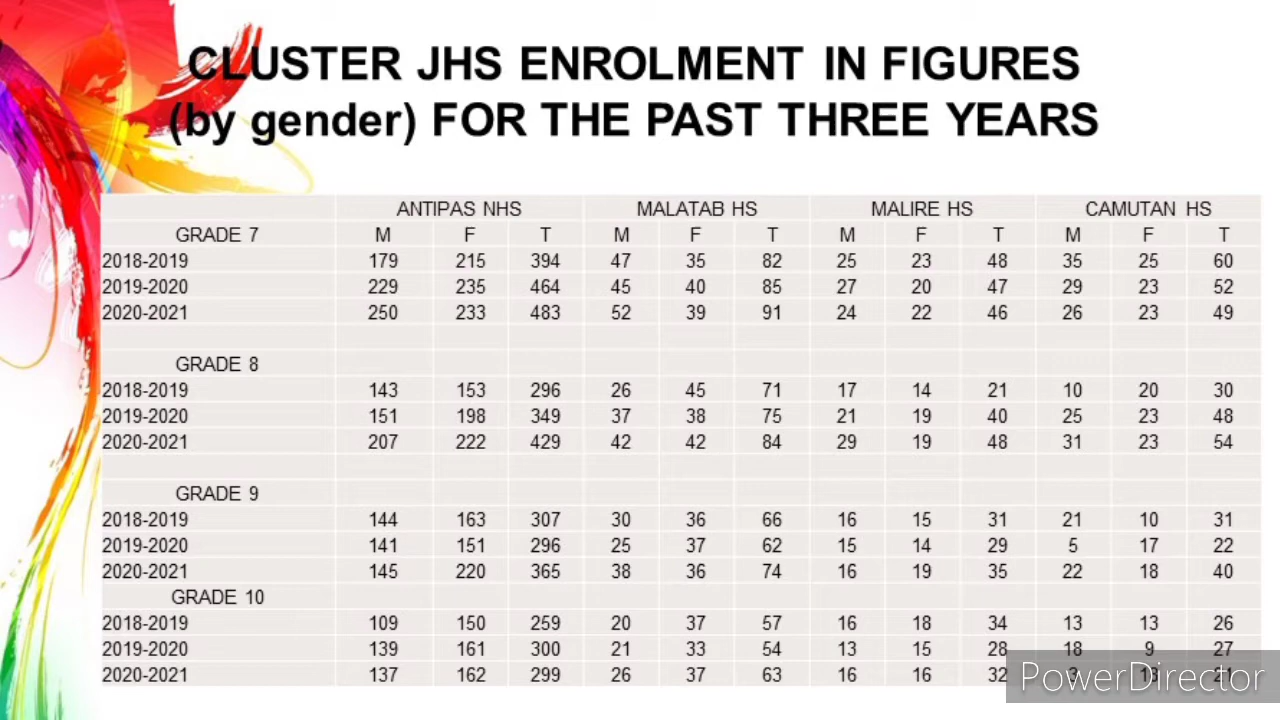 CLUSTER JHS ENROLMENT IN FIGURES
(by gender) FOR THE PAST THREE YEARS
ANTIPAS NHS MALATAB HS MALIRE HS CAMUTAN HS
GRADE 7 M F T M F T M F T M F T
2018-2019 179 215 394 47 35 82 25 23 48 35 25 60
2019-2020 229 235 464 45 40 85 27 20 47 29 23 52
2020-2021 250 233 483 52 39 91 24 22 46 26 23 49
GRADE 8
2018-2019 143 153 296 26 45 71 17 14 21 10 20 30
2019-2020 151 198 349 37 38 75 21 19 40 25 23 48
2020-2021 207 222 429 42 42 84 29 19 48 31 23 54
GRADE 9
2018-2019 144 163 307 30 36 66 16 15 31 21 10 31
2019-2020 141 151 296 25 37 62 15 14 29 5 17 22
2020-2021 145 220 365 38 36 74 16 19 35 22 18 40
GRADE 10
2018-2019 109 150 259 20 37 57 16 18 34 13 13 26
2019-2020 139 161 300 21 33 54 13 15 28 18 9 27
2020-2021 137 162 299 26 37 63 16 16 32
PowerDirector